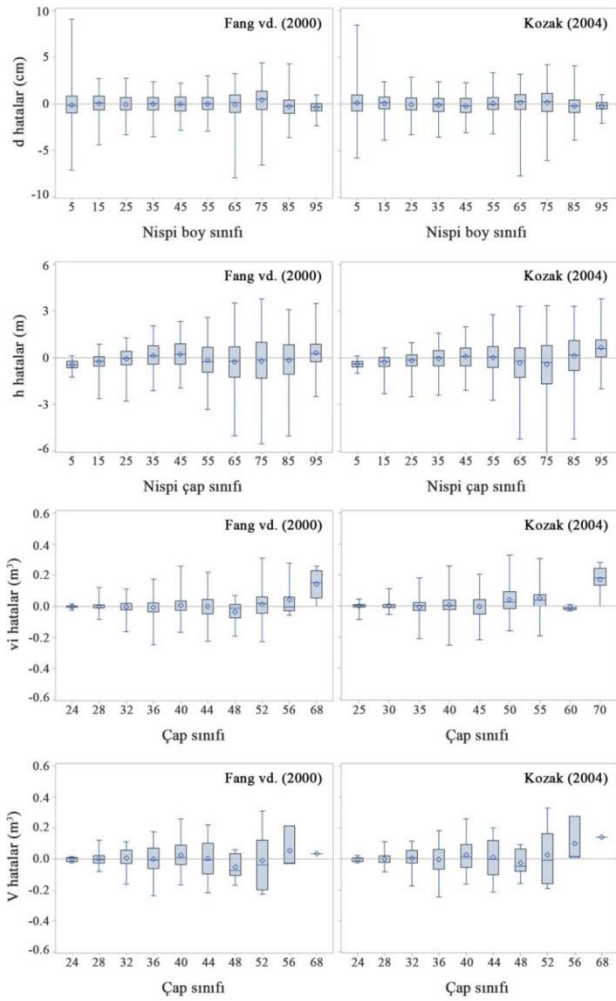 Fang vd. (2000) Kozak (2004)
10
5
0
-5
-10
d hatalar (cm)
5 15 25 35 45 55 65 75 85 95 5 15 25 35 45 55 65 75 85 95
Nispi boy sınıfı Nispi boy sınıfı
Fang vd. (2000) Kozak (2004)
6
3
0
-3
-6
h hatalar (m)
5 15 25 35 45 55 65 75 85 95 5 15 25 35 45 55 65 75 85 95
Nispi çap sınıfı Nispi çap sınıfı
Fang vd. (2000) Kozak (2004)
0.6
0.4
0.2
0.0
-0.2
-0.4
-0.6
vi hatalar (m³)
24 28 32 36 40 44 48 52 56 68 25 30 35 40 45 50 55 60 70
Çap sınıfı Çap sınıfı
Fang vd. (2000) Kozak (2004)
0.6
0.4
0.2
0.0
-0.2
-0.4
-0.6
V hatalar (m³)
24 28 32 36 40 44 48 52 56 68 24 28 32 36 40 44 48 52 56 68
Çap sınıfı Çap sınıfı